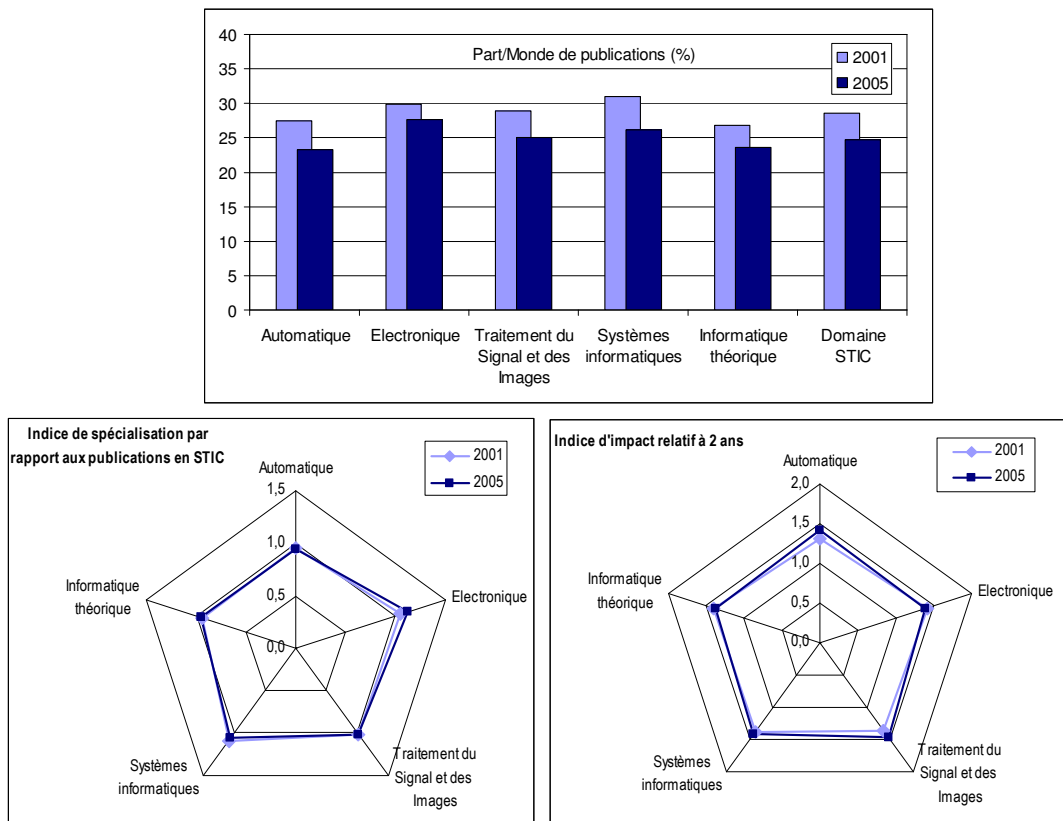 Part/Monde de publications (%)
2001
2005
40
35
30
25
20
15
10
5
0
Automatique
Electronique
Traitement du
Signal et des
Images
Systèmes
informatiques
Informatique
théorique
Domaine
STIC
Indice de spécialisation par
rapport aux publications en STIC
2001
2005
Automatique
1,5
1,0
0,5
0,0
Electronique
Traitement du
Signal et des
Images
Systèmes
informatiques
Informatique
théorique
Indice d'impact relatif à 2 ans
2001
2005
Automatique
2,0
1,5
1,0
0,5
0,0
Electronique
Traitement du
Signal et des
Images
Systèmes
informatiques
Informatique
théorique